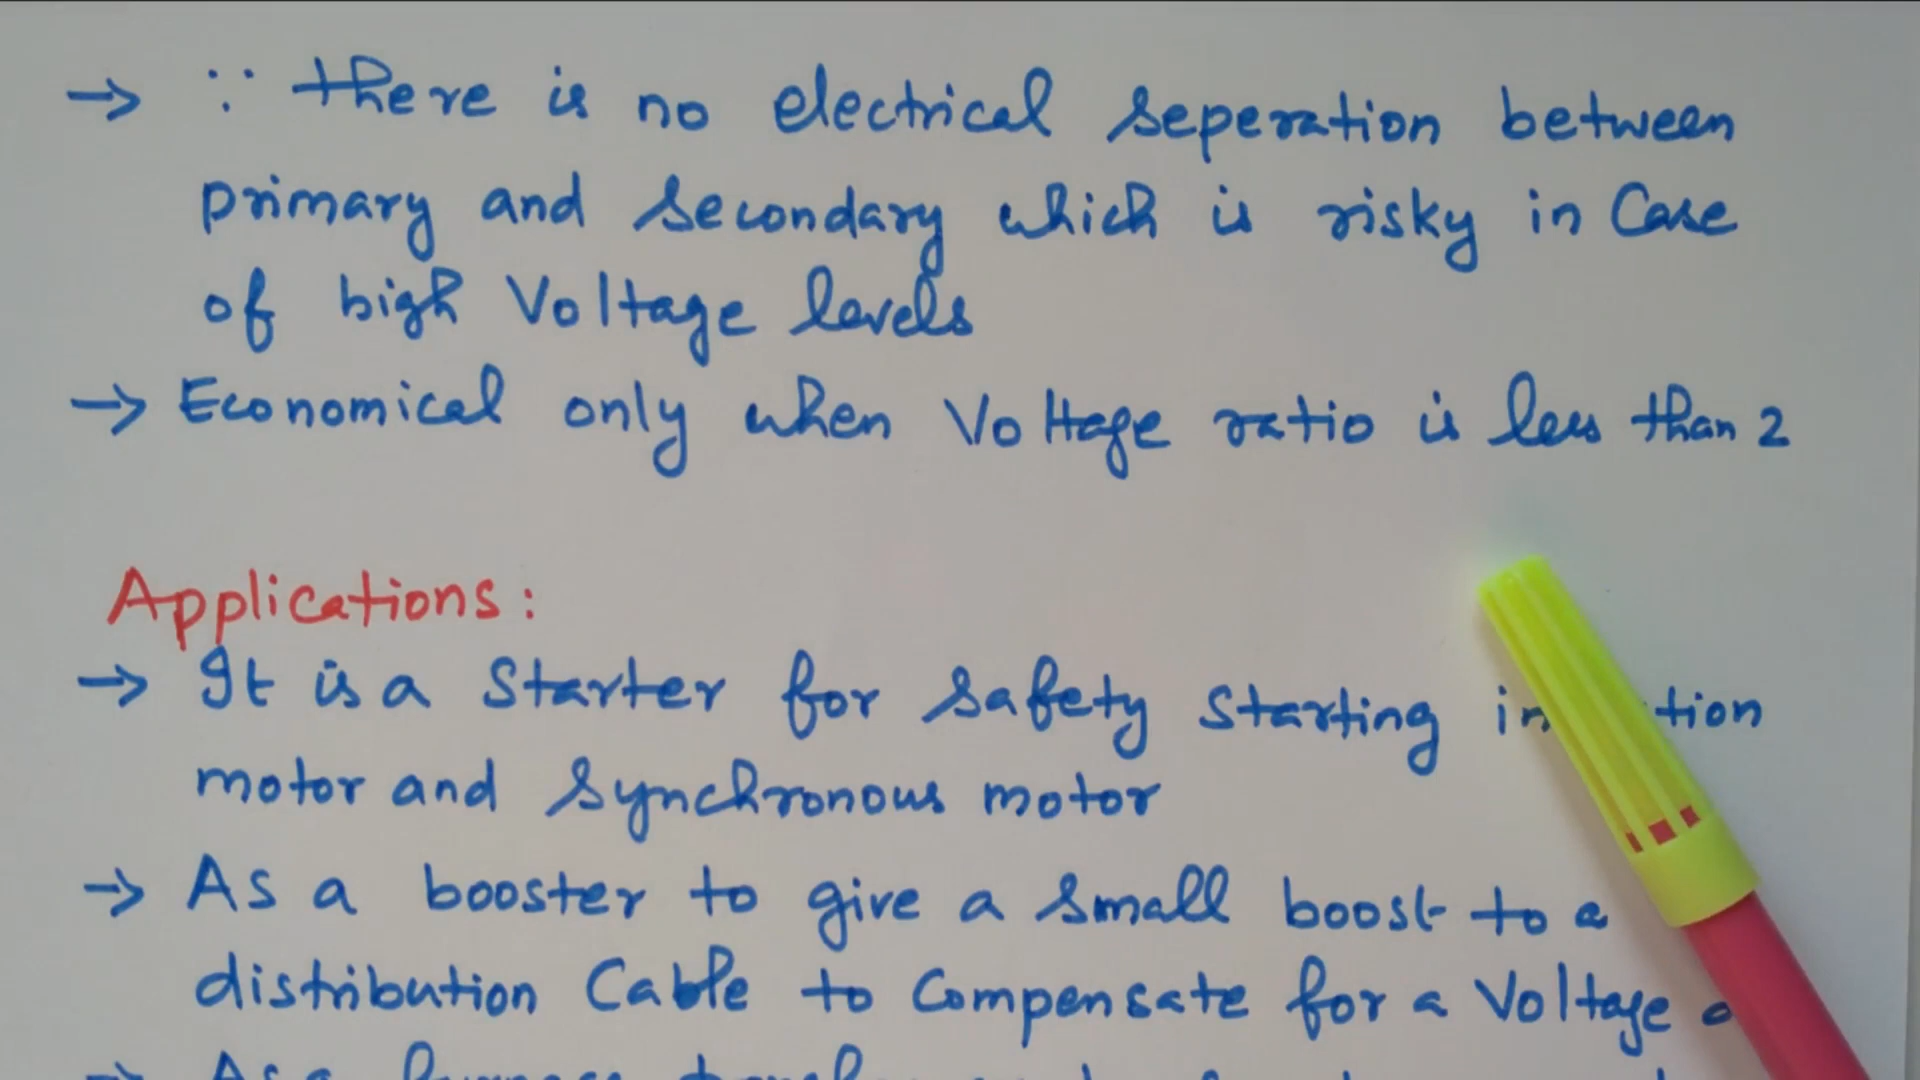 → ∵ there is no electrical seperation between
primary and secondary which is risky in Case
of high Voltage levels
→ Economical only when Voltage ratio is less than 2
Applications:
→ It is a Starter for safety Starting
motor and Synchronous motor
→ As a booster to give a small boost to a
distribution Cable to Compensate for a Voltage
→ As a furnace